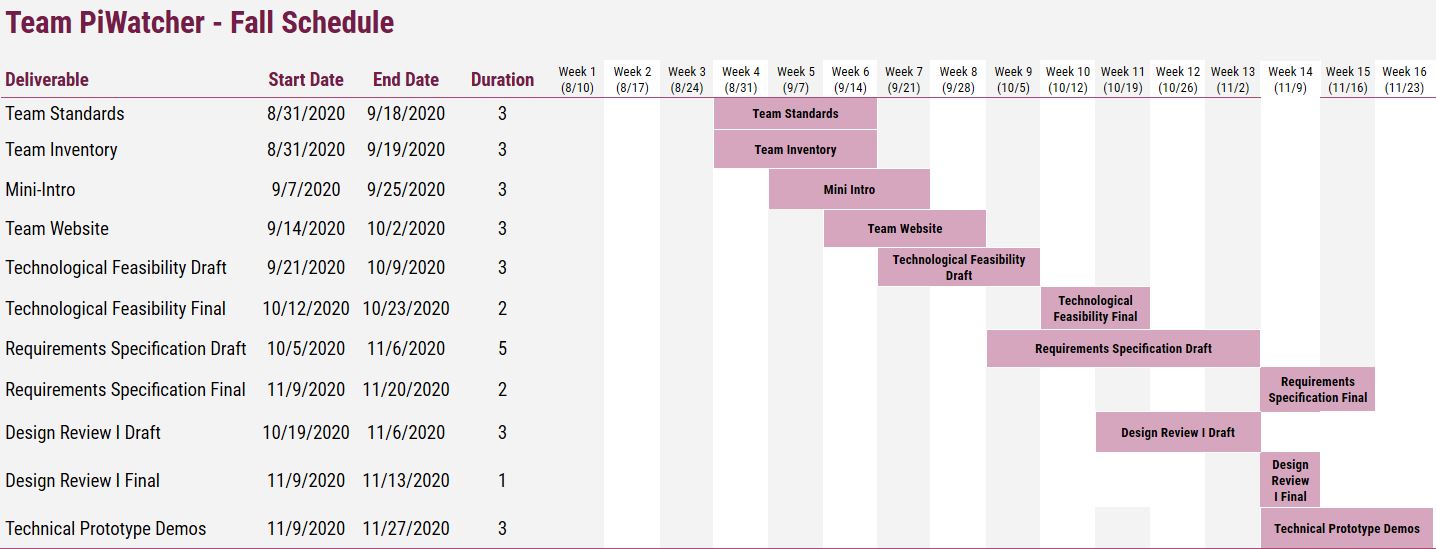 Team PiWatcher - Fall Schedule
Deliverable Start Date End Date Duration Week 1 Week 2 Week 3 Week 4 Week 5 Week 6 Week 7 Week 8 Week 9 Week 10 Week 11 Week 12 Week 13 Week 14 Week 15 Week 16
(8/10) (8/17) (8/24) (8/31) (9/7) (9/14) (9/21) (9/28) (10/5) (10/12) (10/19) (10/26) (11/2) (11/9) (11/16) (11/23)
Team Standards 8/31/2020 9/18/2020 3 Team Standards
Team Inventory 8/31/2020 9/19/2020 3 Team Inventory
Mini-Intro 9/7/2020 9/25/2020 3 Mini Intro
Team Website 9/14/2020 10/2/2020 3 Team Website
Technological Feasibility Draft 9/21/2020 10/9/2020 3 Technological Feasibility
Draft
Technological Feasibility Final 10/12/2020 10/23/2020 2 Technological
Feasibility Final
Requirements Specification Draft 10/5/2020 11/6/2020 5 Requirements Specification Draft
Requirements Specification Final 11/9/2020 11/20/2020 2 Requirements
Specification Final
Design Review I Draft 10/19/2020 11/6/2020 3 Design Review I Draft
Design Review I Final 11/9/2020 11/13/2020 1 Design
Review
I Final
Technical Prototype Demos 11/9/2020 11/27/2020 3 Technical Prototype Demos